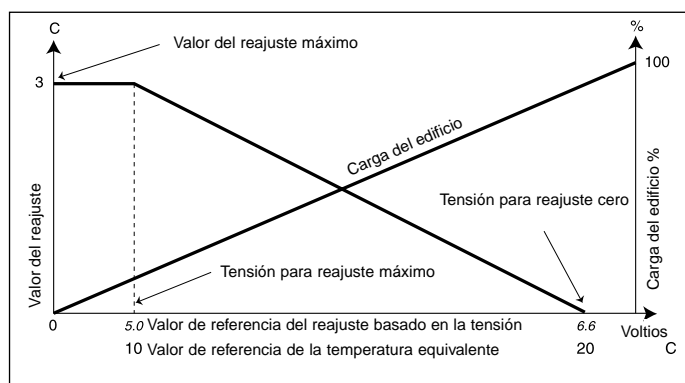 C
%
Valor del reajuste máximo
3
100
Carga del edificio
Valor del reajuste
Tensión para reajuste cero
Carga del edificio %
Tensión para reajuste máximo
0
5.0 Valor de referencia del reajuste basado en la tensión
6.6
Voltios
10 Valor de referencia de la temperatura equivalente
20
C